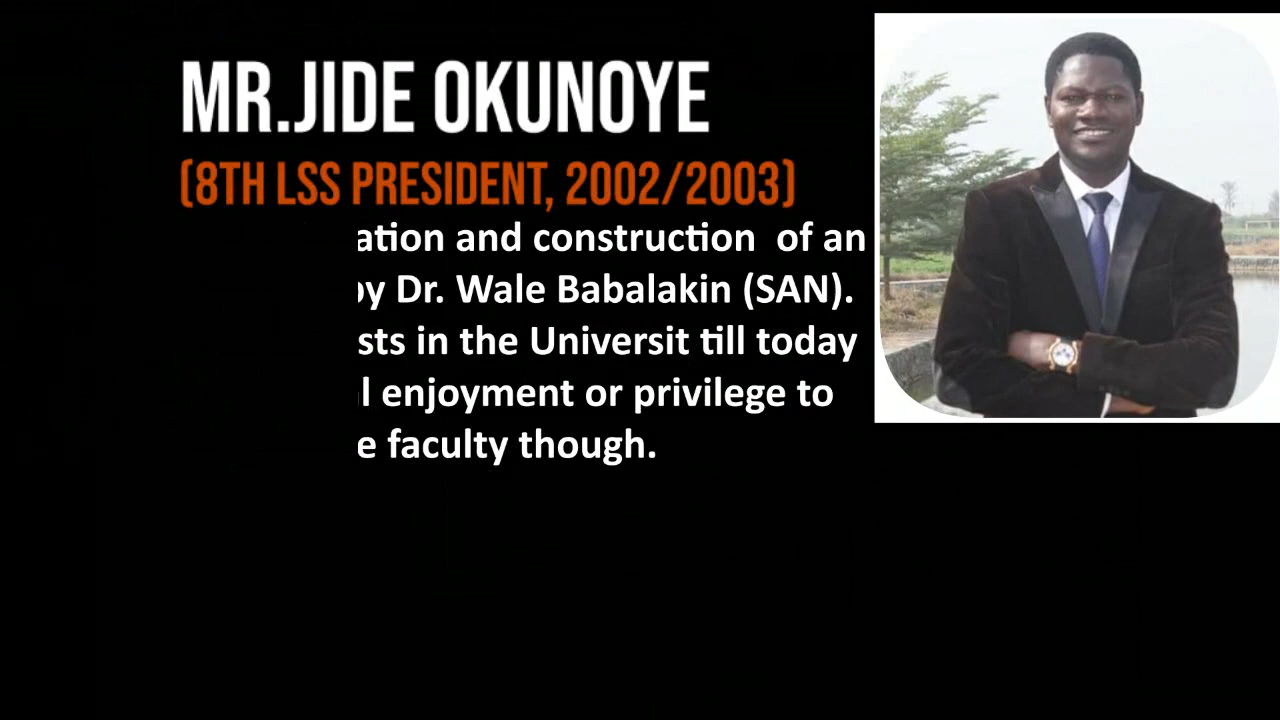 MR.JIDE OKUNOYE
(8TH LSS PRESIDENT, 2002/2003)
ation and construction of an
by Dr. Wale Babalakin (SAN).
sts in the Universit till today
l enjoyment or privilege to
e faculty though.